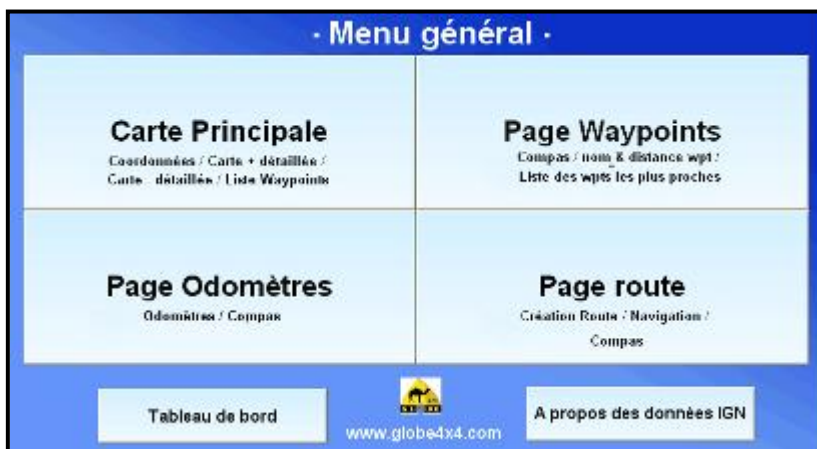 · Menu général ·
Carte Principale
Coordonnées / Carte + détaillée /
Carte - détaillée / Liste Waypoints
Page Waypoints
Compas / nom & distance wpt /
Liste des wpts les plus proches
Page Odomètres
Odomètres / Compas
Page route
Création Route / Navigation /
Compas
Tableau de bord
www.globe4x4.com
A propos des données IGN